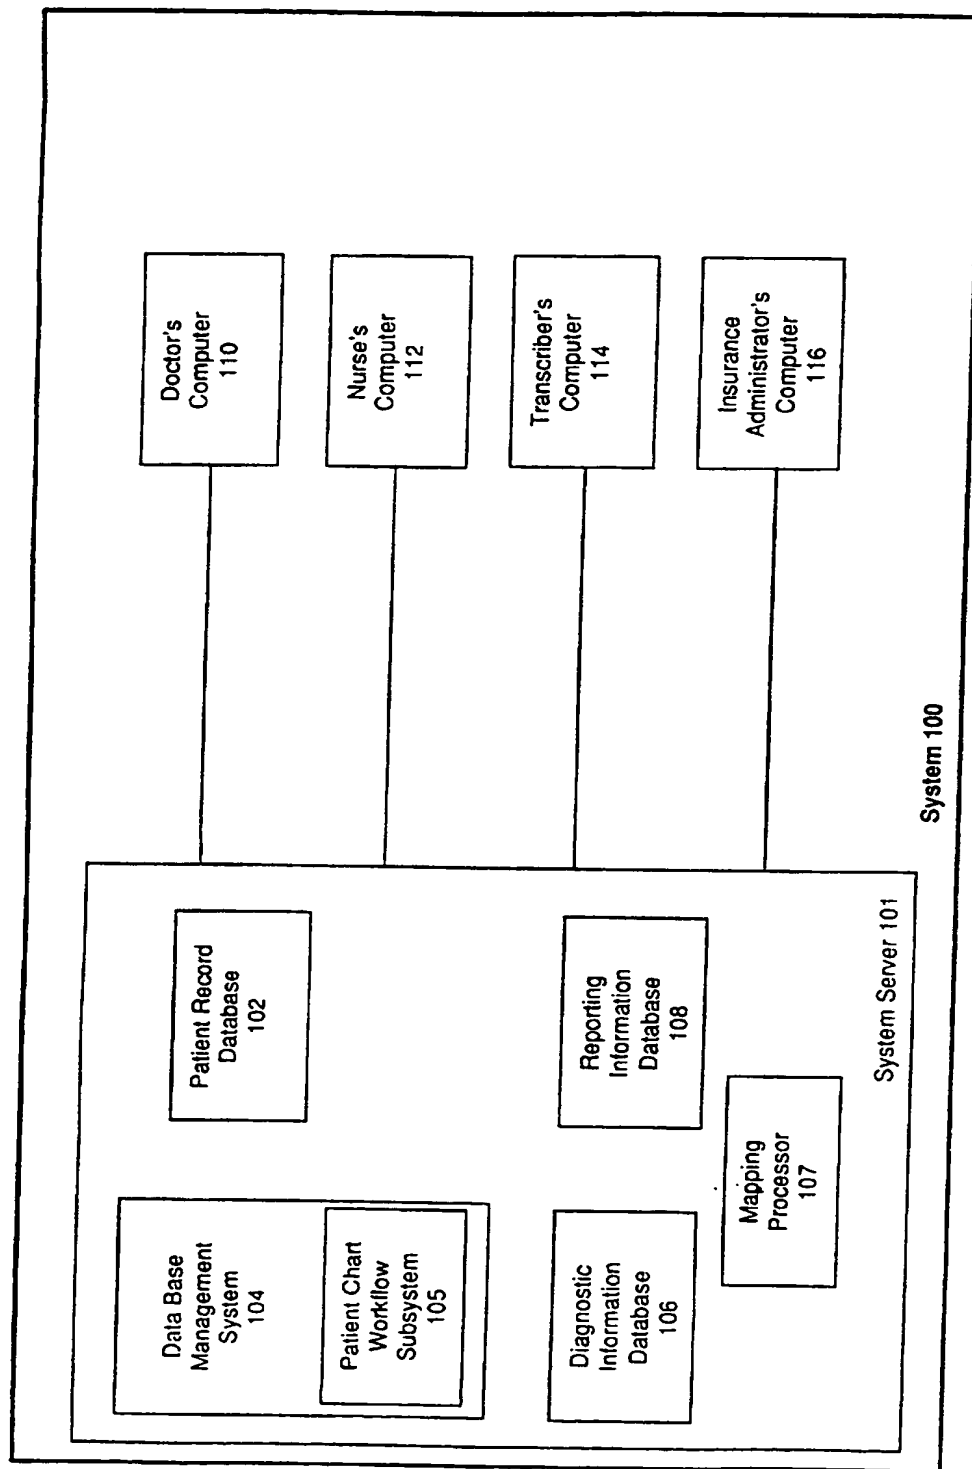 Data Base
Management
System
104
Patient Chart
Workflow
Subsystem
105
Patient Record
Database
102
Diagnostic
Information
Database
106
Reporting
Information
Database
108
Mapping
Processor
107
System Server 101
Doctor's
Computer
110
Nurse's
Computer
112
Transcriber's
Computer
114
Insurance
Administrator's
Computer
116
System 100